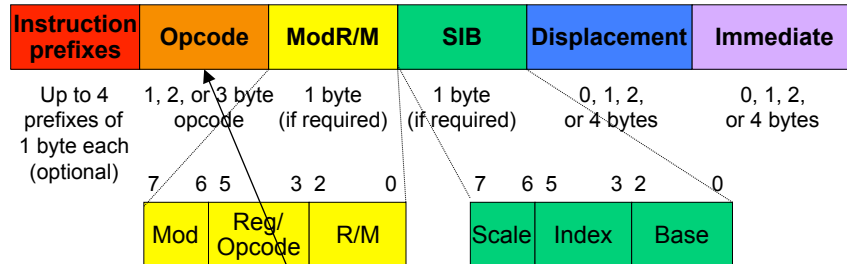 Instruction prefixes
Opcode
ModR/M
SIB
Displacement
Immediate
Up to 4
prefixes of
1 byte each
(optional)
1, 2, or 3 byte
opcode
1 byte
(if required)
1 byte
(if required)
0, 1, 2,
or 4 bytes
0, 1, 2,
or 4 bytes
7 6 5 3 2 0
Mod
Reg/
Opcode
R/M
7 6 5 3 2 0
Scale
Index
Base